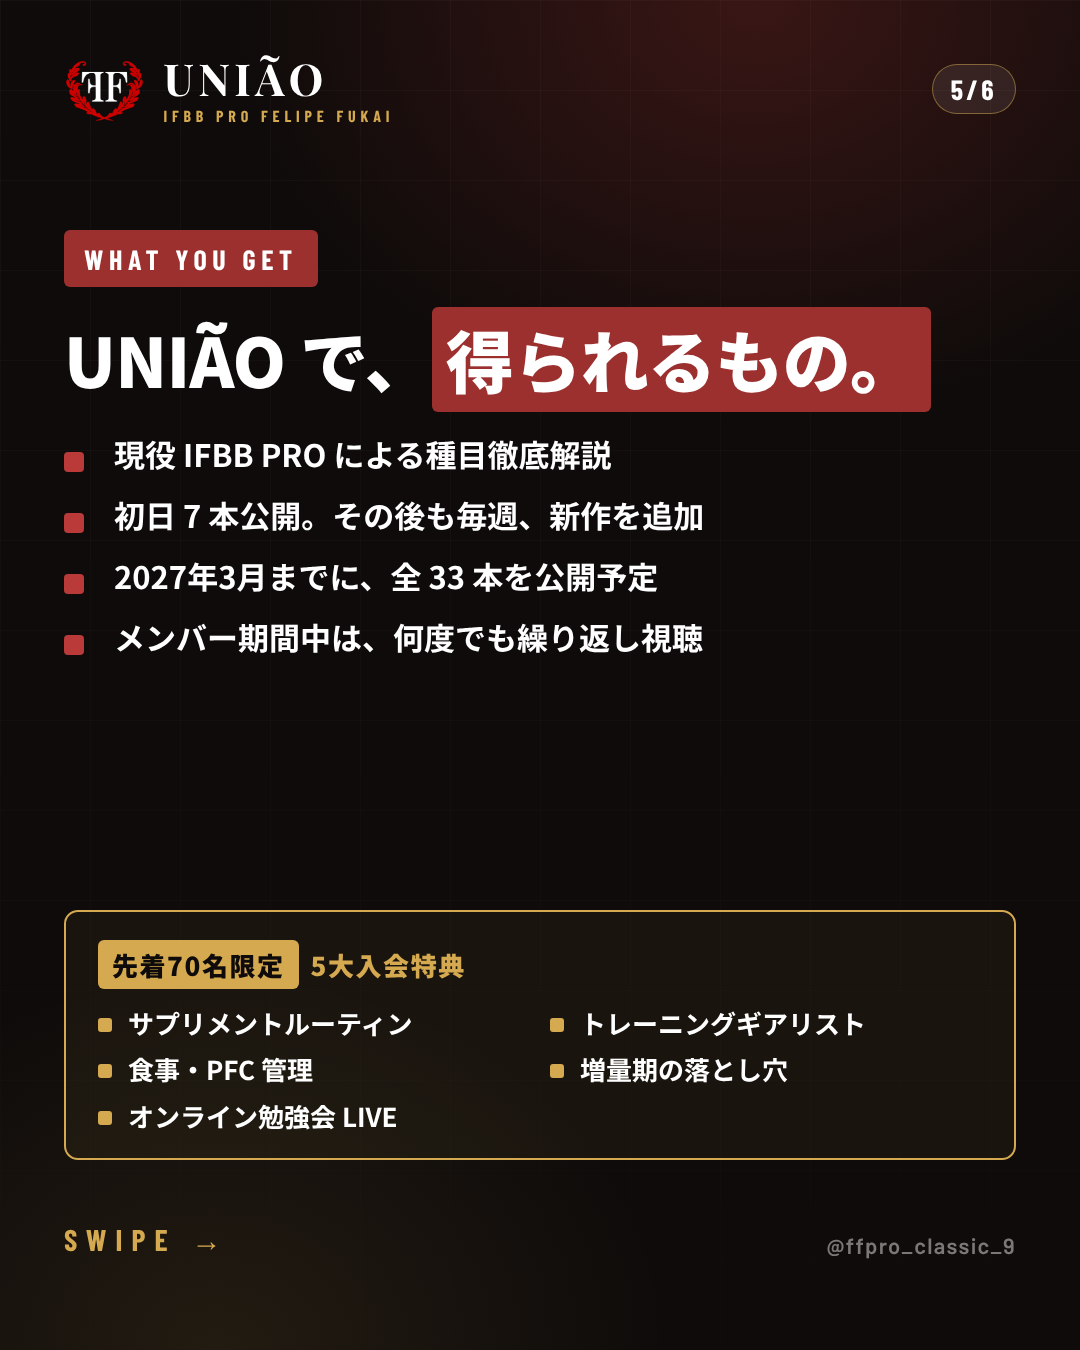 FF
UNIÃO
IFBB PRO FELIPE FUKAI
5/6
WHAT YOU GET
UNIÃO で、得られるもの。
現役 IFBB PRO による種目徹底解説
初日 7 本公開。その後も毎週、新作を追加
2027年3月までに、全 33 本を公開予定
メンバー期間中は、何度でも繰り返し視聴
先着70名限定 5大入会特典
サプリメントルーティン
トレーニングギアリスト
食事・PFC 管理
増量期の落とし穴
オンライン勉強会 LIVE
SWIPE →
@ffpro_classic_9